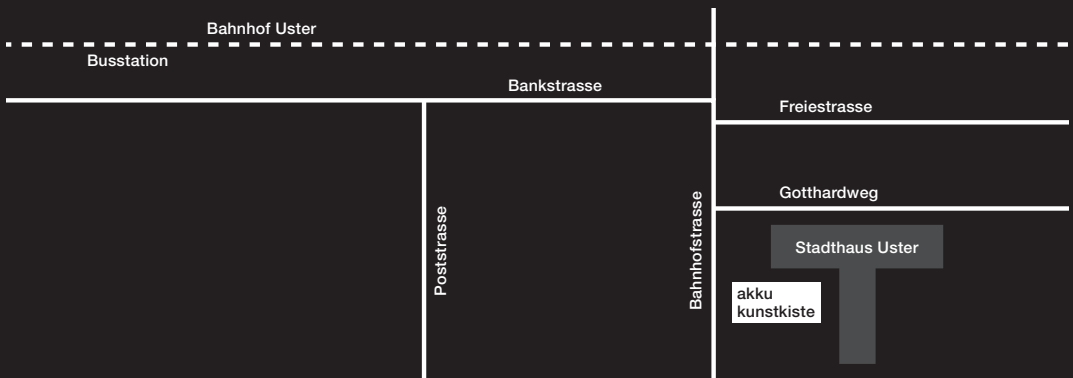 Bahnhof Uster
Busstation
Bankstrasse
Freiestrasse
Gotthardweg
Poststrasse
Bahnhofstrasse
Stadthaus Uster
akku
kunstkiste